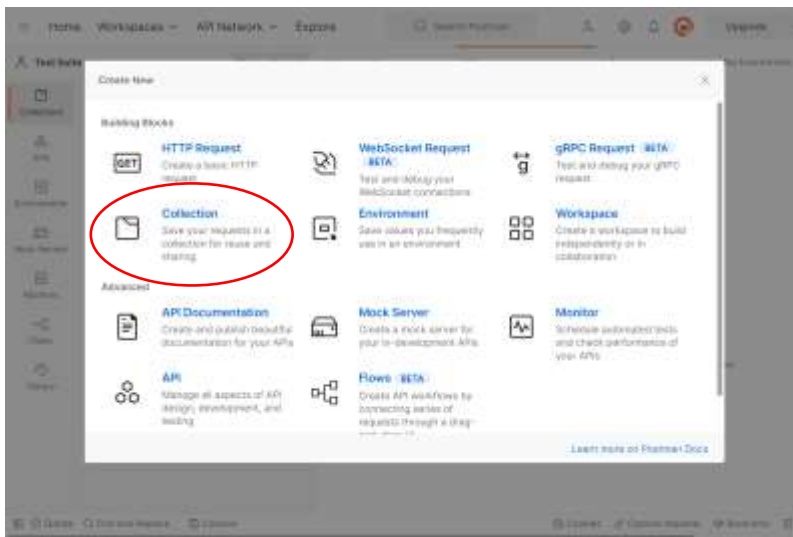 Home Workspaces API Network Explore Search Postman Upgrade
Test Suite
Create New
Building Blocks
HTTP Request
Create a basic HTTP
request
WebSocket Request
BETA
Test and debug your
WebSocket connections
gRPC Request BETA
Test and debug your gRPC
request
GET
g
Collection
Save your requests in a
collection for reuse and
sharing
Environment
Save values you frequently
use in an environment
Workspace
Create a workspace to build
independently or in
collaboration
Advanced
API Documentation
Create and publish beautiful
documentation for your APIs
Mock Server
Create a mock server for
your in-development APIs
Monitor
Schedule automated tests
and check performance of
your APIs
API
Manage all aspects of API
design, development, and
testing
Flows BETA
Create API workflows by
connecting series of
requests through a drag-
Learn more on Postman Docs